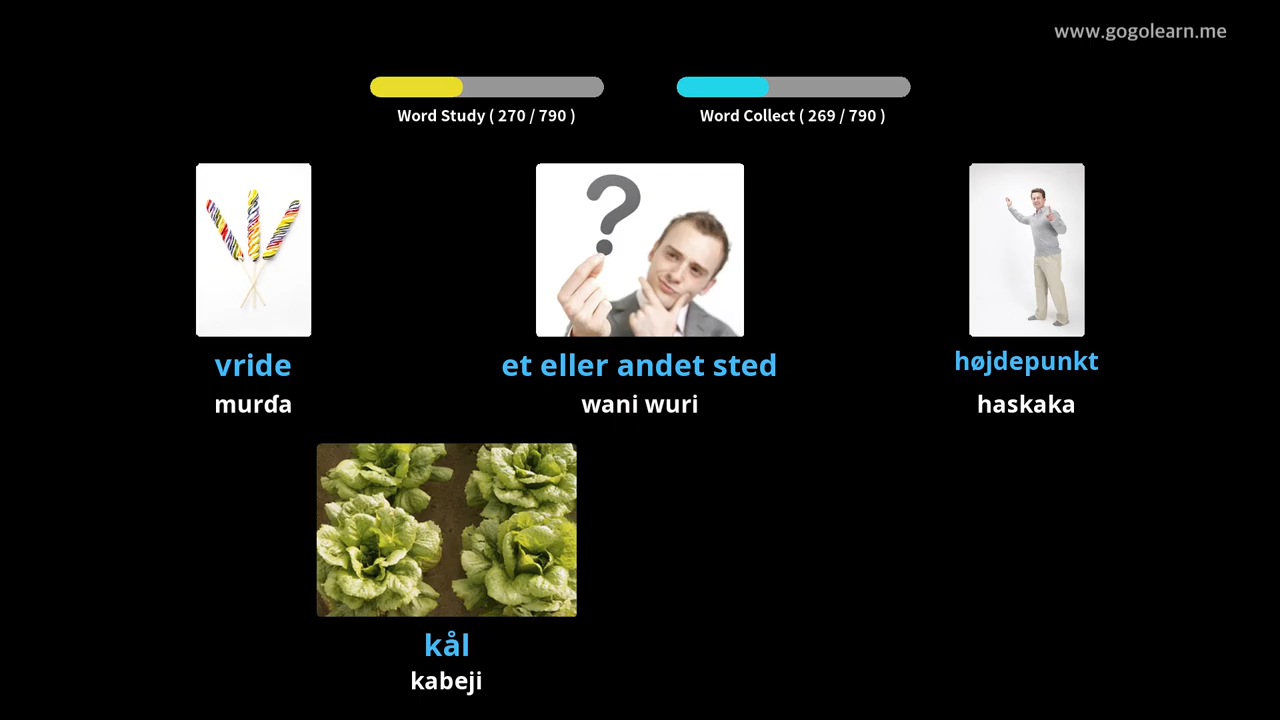 www.gogolearn.me
Word Study ( 270 / 790 )
Word Collect ( 269 / 790 )
vride
et eller andet sted
højdepunkt
murɗa
wani wuri
haskaka
kål
kabeji